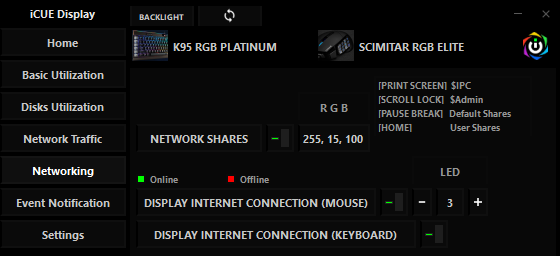 iCUE Display
BACKLIGHT
Home
K95 RGB PLATINUM
SCIMITAR RGB ELITE
Basic Utilization
Disks Utilization
Network Traffic
Networking
Event Notification
Settings
[PRINT SCREEN] $IPC
[SCROLL LOCK] $Admin
[PAUSE BREAK] Default Shares
[HOME] User Shares
R G B
NETWORK SHARES
255, 15, 100
Online
Offline
LED
DISPLAY INTERNET CONNECTION (MOUSE)
3
DISPLAY INTERNET CONNECTION (KEYBOARD)